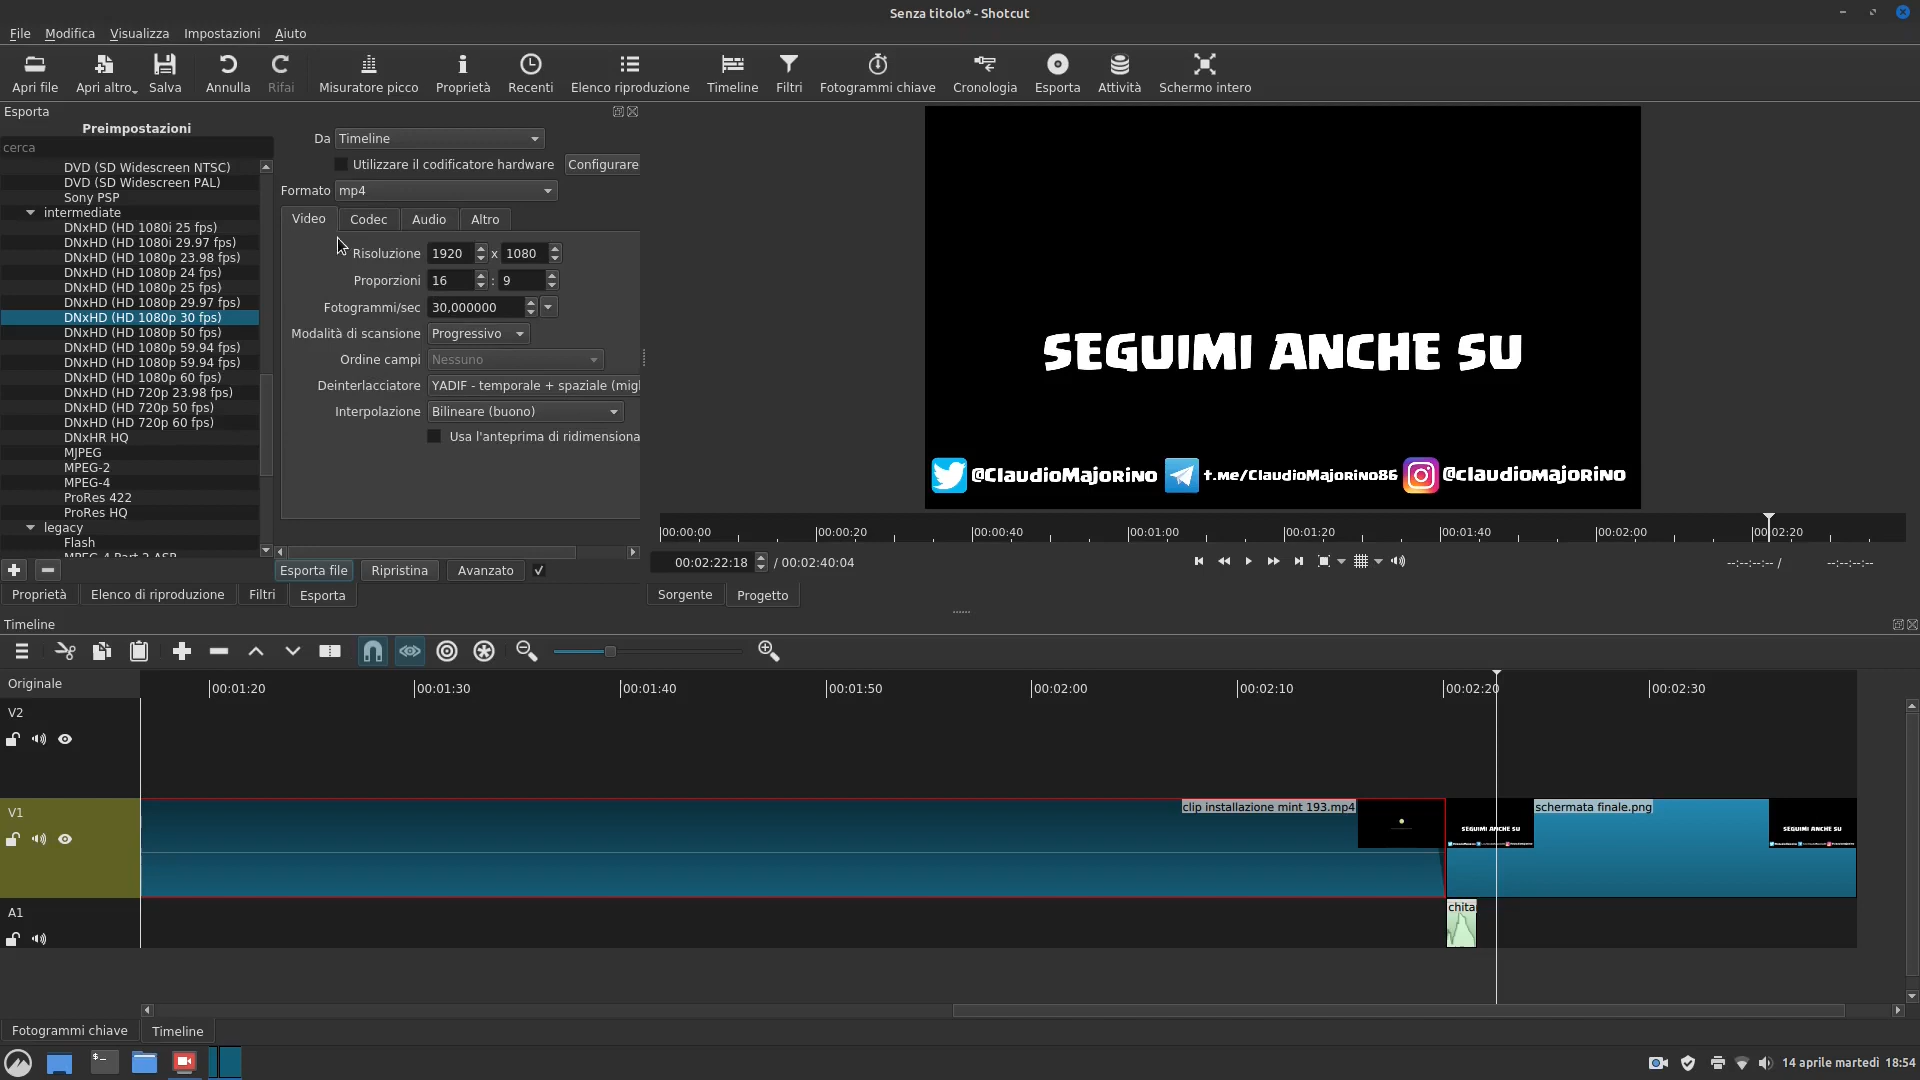 Senza titolo* - Shotcut
File Modifica Visualizza Impostazioni Aiuto
Apri file Apri altro Salva Annulla Rifai Misuratore picco Proprietà Recenti Elenco riproduzione Timeline Filtri Fotogrammi chiave Cronologia Esporta Attività Schermo intero
Esporta
Preimpostazioni
cerca
DVD (SD Widescreen NTSC)
DVD (SD Widescreen PAL)
Sony PSP
intermediate
DNxHD (HD 1080i 25 fps)
DNxHD (HD 1080i 29.97 fps)
DNxHD (HD 1080p 23.98 fps)
DNxHD (HD 1080p 24 fps)
DNxHD (HD 1080p 25 fps)
DNxHD (HD 1080p 29.97 fps)
DNxHD (HD 1080p 30 fps)
DNxHD (HD 1080p 50 fps)
DNxHD (HD 1080p 59.94 fps)
DNxHD (HD 1080p 59.94 fps)
DNxHD (HD 1080p 60 fps)
DNxHD (HD 720p 23.98 fps)
DNxHD (HD 720p 50 fps)
DNxHD (HD 720p 60 fps)
DNxHR HQ
MJPEG
MPEG-2
MPEG-4
ProRes 422
ProRes HQ
legacy
Flash
MPEG-4 Part 2 ASP
Da Timeline
Utilizzare il codificatore hardware Configurare
Formato mp4
Video Codec Audio Altro
Risoluzione 1920 x 1080
Proporzioni 16 : 9
Fotogrammi/sec 30,000000
Modalità di scansione Progressivo
Ordine campi Nessuno
Deinterlacciatore YADIF - temporale + spaziale (migl
Interpolazione Bilineare (buono)
Usa l'anteprima di ridimensiona
Esporta file Ripristina Avanzato
Proprietà Elenco di riproduzione Filtri Esporta
SEGUIMI ANCHE SU
@ClaudioMajorino t.me/ClaudioMajorino86 @claudiomajorino
00:00:00 00:00:20 00:00:40 00:01:00 00:01:20 00:01:40 00:02:00 00:02:20
00:02:22:18 / 00:02:40:04 --:--:--:-- / --:--:--:--
Sorgente Progetto
Timeline
Originale 00:01:20 00:01:30 00:01:40 00:01:50 00:02:00 00:02:10 00:02:20 00:02:30
V2
V1 clip installazione mint 193.mp4 schermata finale.png
SEGUIMI ANCHE SU SEGUIMI ANCHE SU
A1 chita
Fotogrammi chiave Timeline
14 aprile martedì 18:54